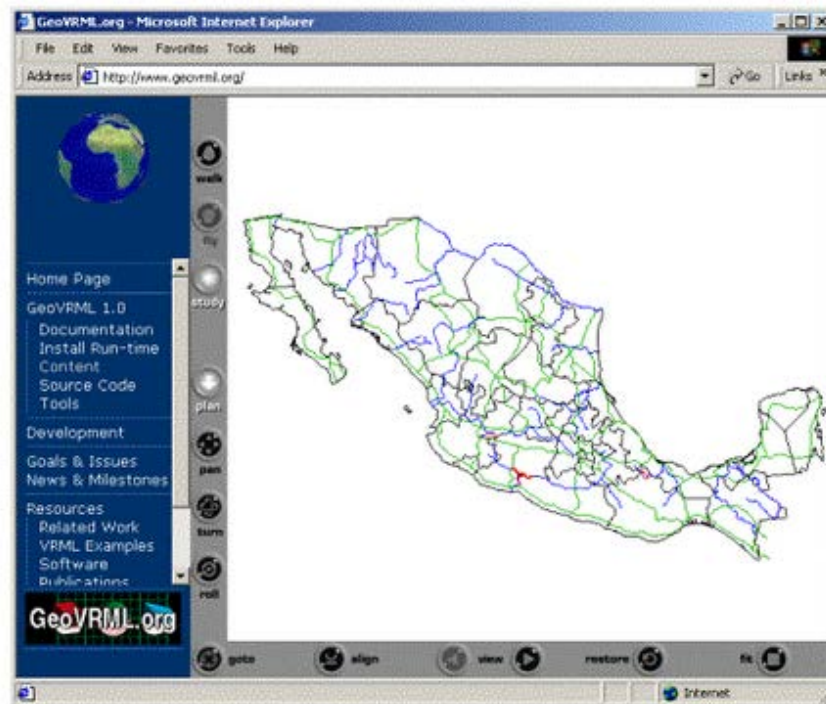 GeoVRML.org - Microsoft Internet Explorer
File Edit View Favorites Tools Help
Address http://www.geovrml.org/ Go Links »
walk
fly
study
plan
pan
turn
roll
Home Page
GeoVRML 1.0
Documentation
Install Run-time
Content
Source Code
Tools
Development
Goals & Issues
News & Milestones
Resources
Related Work
VRML Examples
Software
Publications
GeoVRML.org
goto align view restore fit
Internet